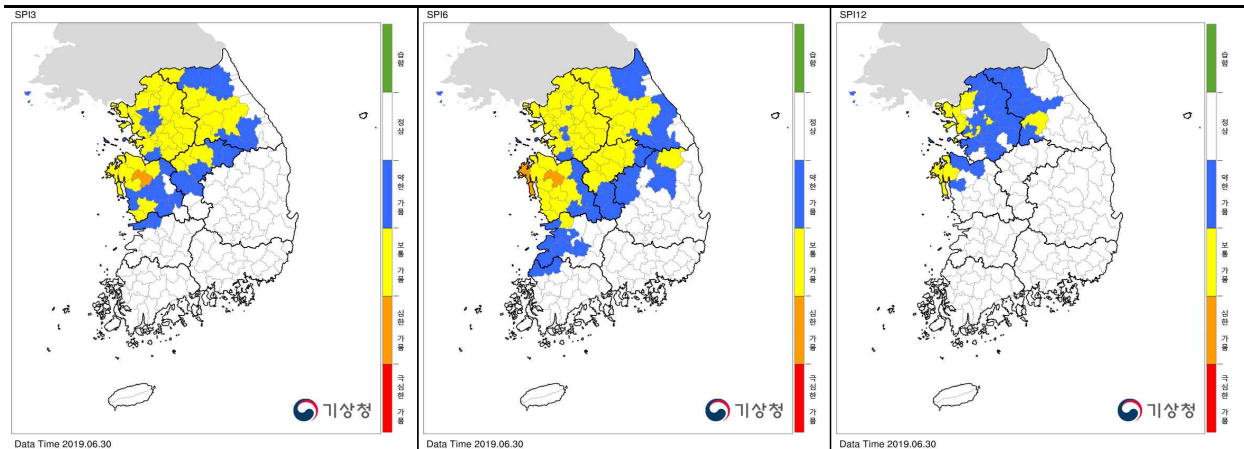 SPI3
습함
정상
약한 가뭄
보통 가뭄
심한 가뭄
극심한 가뭄
기상청
Data Time 2019.06.30
SPI6
습함
정상
약한 가뭄
보통 가뭄
심한 가뭄
극심한 가뭄
기상청
Data Time 2019.06.30
SPI12
습함
정상
약한 가뭄
보통 가뭄
심한 가뭄
극심한 가뭄
기상청
Data Time 2019.06.30